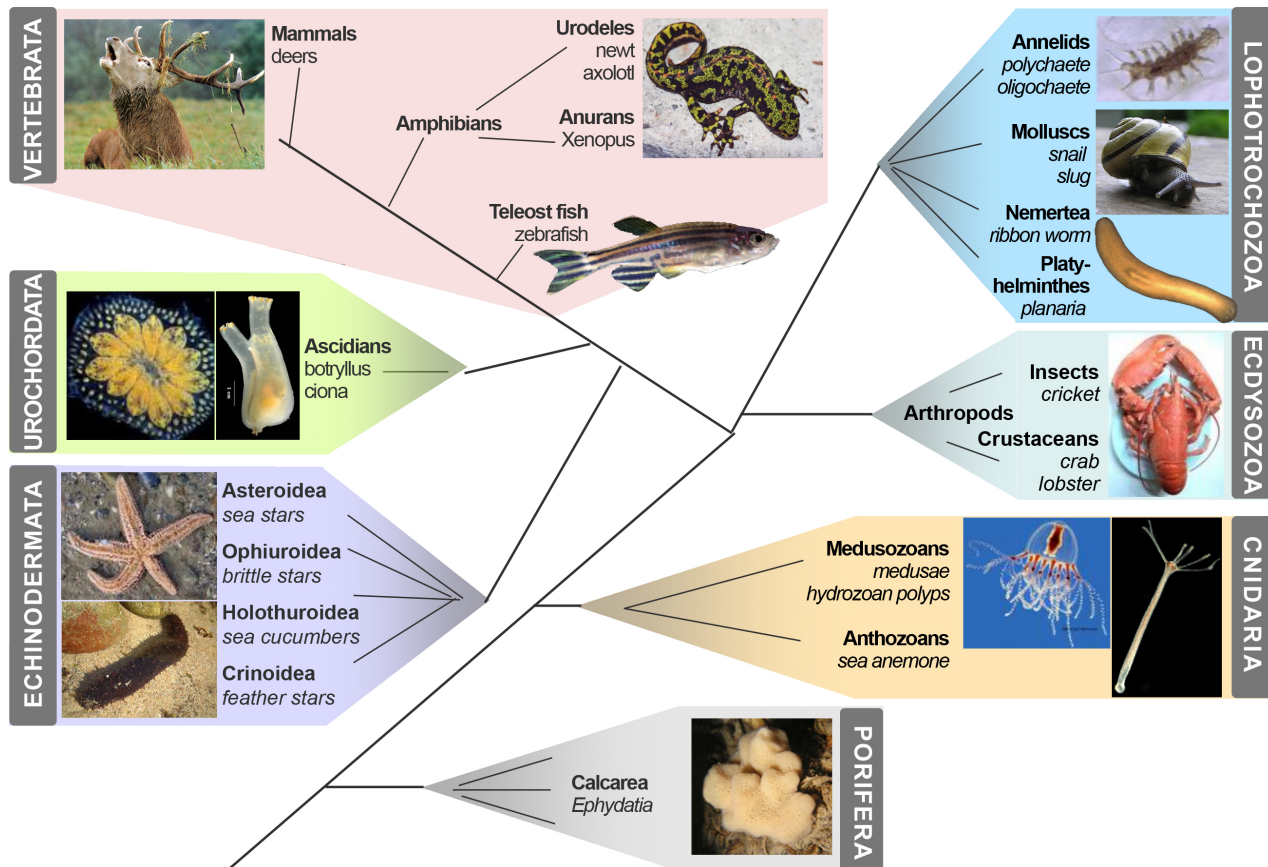 VERTEBRATA
Mammals
deers
Urodeles
newt
axolotl
Amphibians
Anurans
Xenopus
Teleost fish
zebrafish
LOPHOTROCHOZOA
Annelids
polychaete
oligochaete
Molluscs
snail
slug
Nemertea
ribbon worm
Platy-
helminthes
planaria
UROCHORDATA
Ascidians
botryllus
ciona
ECDYSOZOA
Insects
cricket
Arthropods
Crustaceans
crab
lobster
ECHINODERMATA
Asteroidea
sea stars
Ophiuroidea
brittle stars
Holothuroidea
sea cucumbers
Crinoidea
feather stars
CNIDARIA
Medusozoans
medusae
hydrozoan polyps
Anthozoans
sea anemone
PORIFERA
Calcarea
Ephydatia